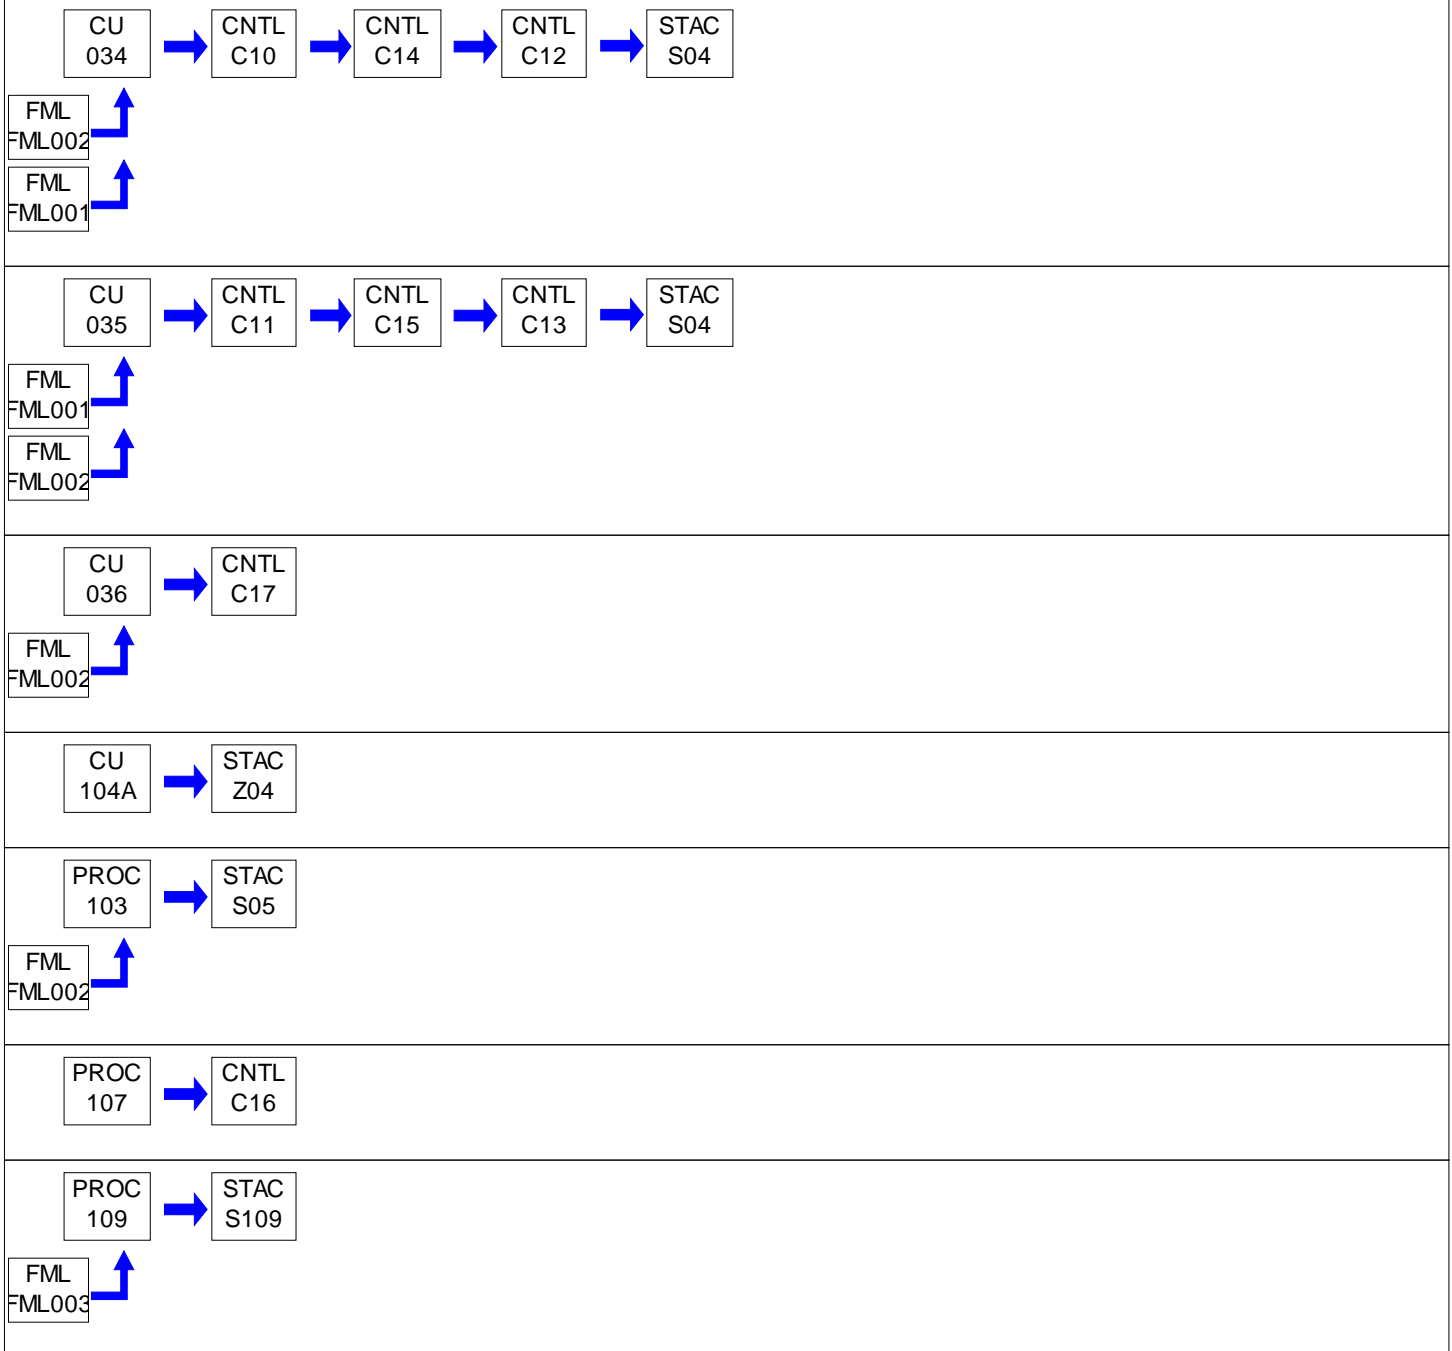 CU CNTL CNTL CNTL STAC
034 C10 C14 C12 S04
FML
FML002
FML
FML001
CU CNTL CNTL CNTL STAC
035 C11 C15 C13 S04
FML
FML001
FML
FML002
CU CNTL
036 C17
FML
FML002
CU STAC
104A Z04
PROC STAC
103 S05
FML
FML002
PROC CNTL
107 C16
PROC STAC
109 S109
FML
FML003